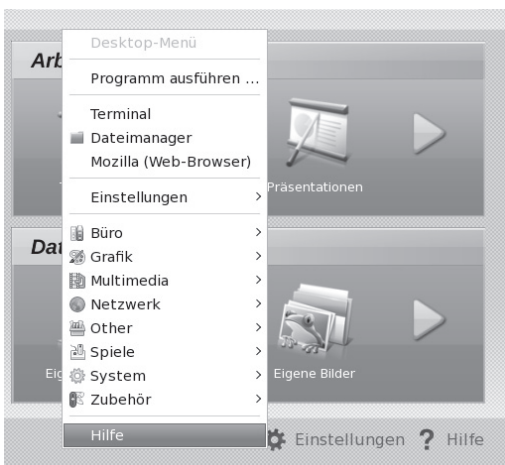 Desktop-Menü
Arb
Programm ausführen ...
Terminal
Dateimanager
Mozilla (Web-Browser)
Präsentationen
Einstellungen
Büro
Dat
Grafik
Multimedia
Netzwerk
Other
Spiele
Eig
System
Eigene Bilder
Zubehör
Hilfe
Einstellungen ? Hilfe